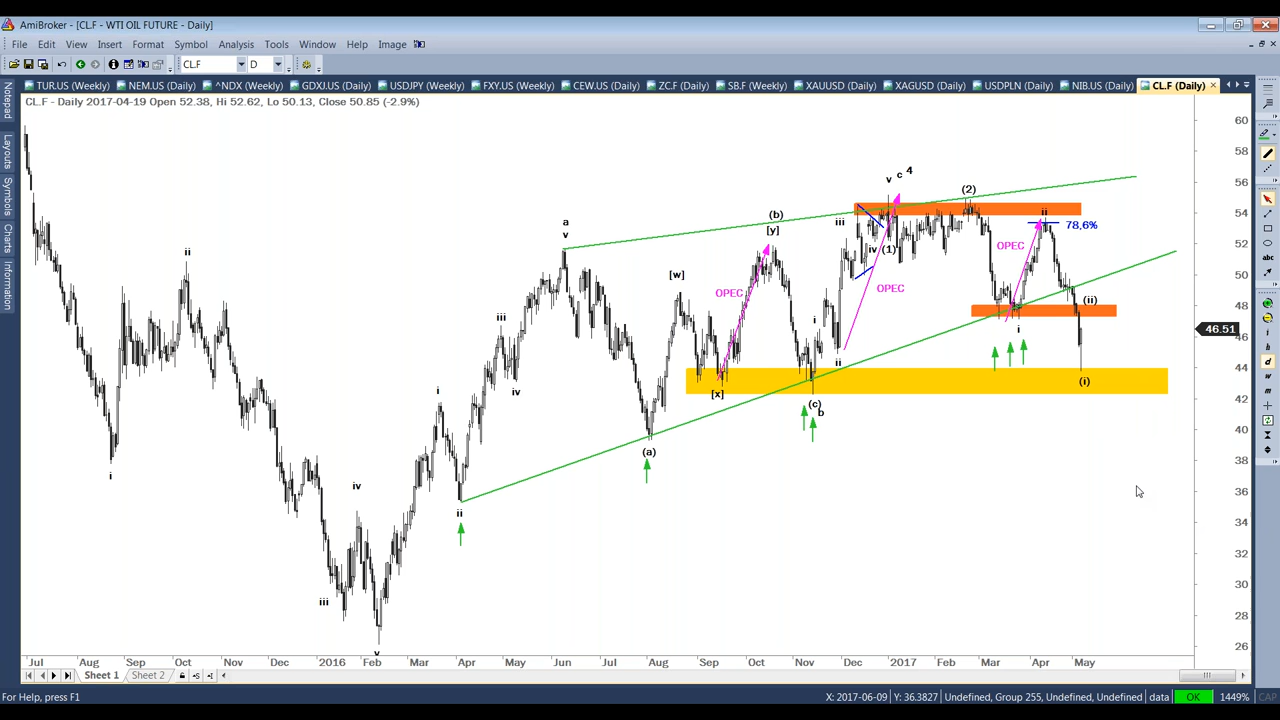 AmiBroker - [CL.F - WTI OIL FUTURE - Daily]
File Edit View Insert Format Symbol Analysis Tools Window Help Image
CL.F D
TUR.US (Weekly) NEM.US (Daily) ^NDX (Weekly) GDXJ.US (Daily) USDJPY (Weekly) FXY.US (Weekly) CEW.US (Daily) ZC.F (Daily) SB.F (Weekly) XAUUSD (Daily) XAGUSD (Daily) USDPLN (Daily) NIB.US (Daily) CL.F (Daily)
CL.F - Daily 2017-04-19 Open 52.38, Hi 52.62, Lo 50.13, Close 50.85 (-2.9%)
Notepad
Layouts
Symbols
Charts
Information
60
58
56
54
52
50
48
46.51
46
44
42
40
38
36
34
32
30
28
26
v c 4
(2)
a
v
(b)
[y]
iii
ii
78,6%
iv (1)
ii
OPEC
[w]
OPEC
OPEC
(ii)
iii
i
i
ii
i
iv
[x]
(i)
(c)
b
(a)
i
iv
ii
iii
v
Jul Aug Sep Oct Nov Dec 2016 Feb Mar Apr May Jun Jul Aug Sep Oct Nov Dec 2017 Feb Mar Apr May
Sheet 1 Sheet 2
For Help, press F1
X: 2017-06-09 Y: 36.3827 Undefined, Group 255, Undefined, Undefined, Undefined data OK 1449% CAP
abc
i
h
d
w
m